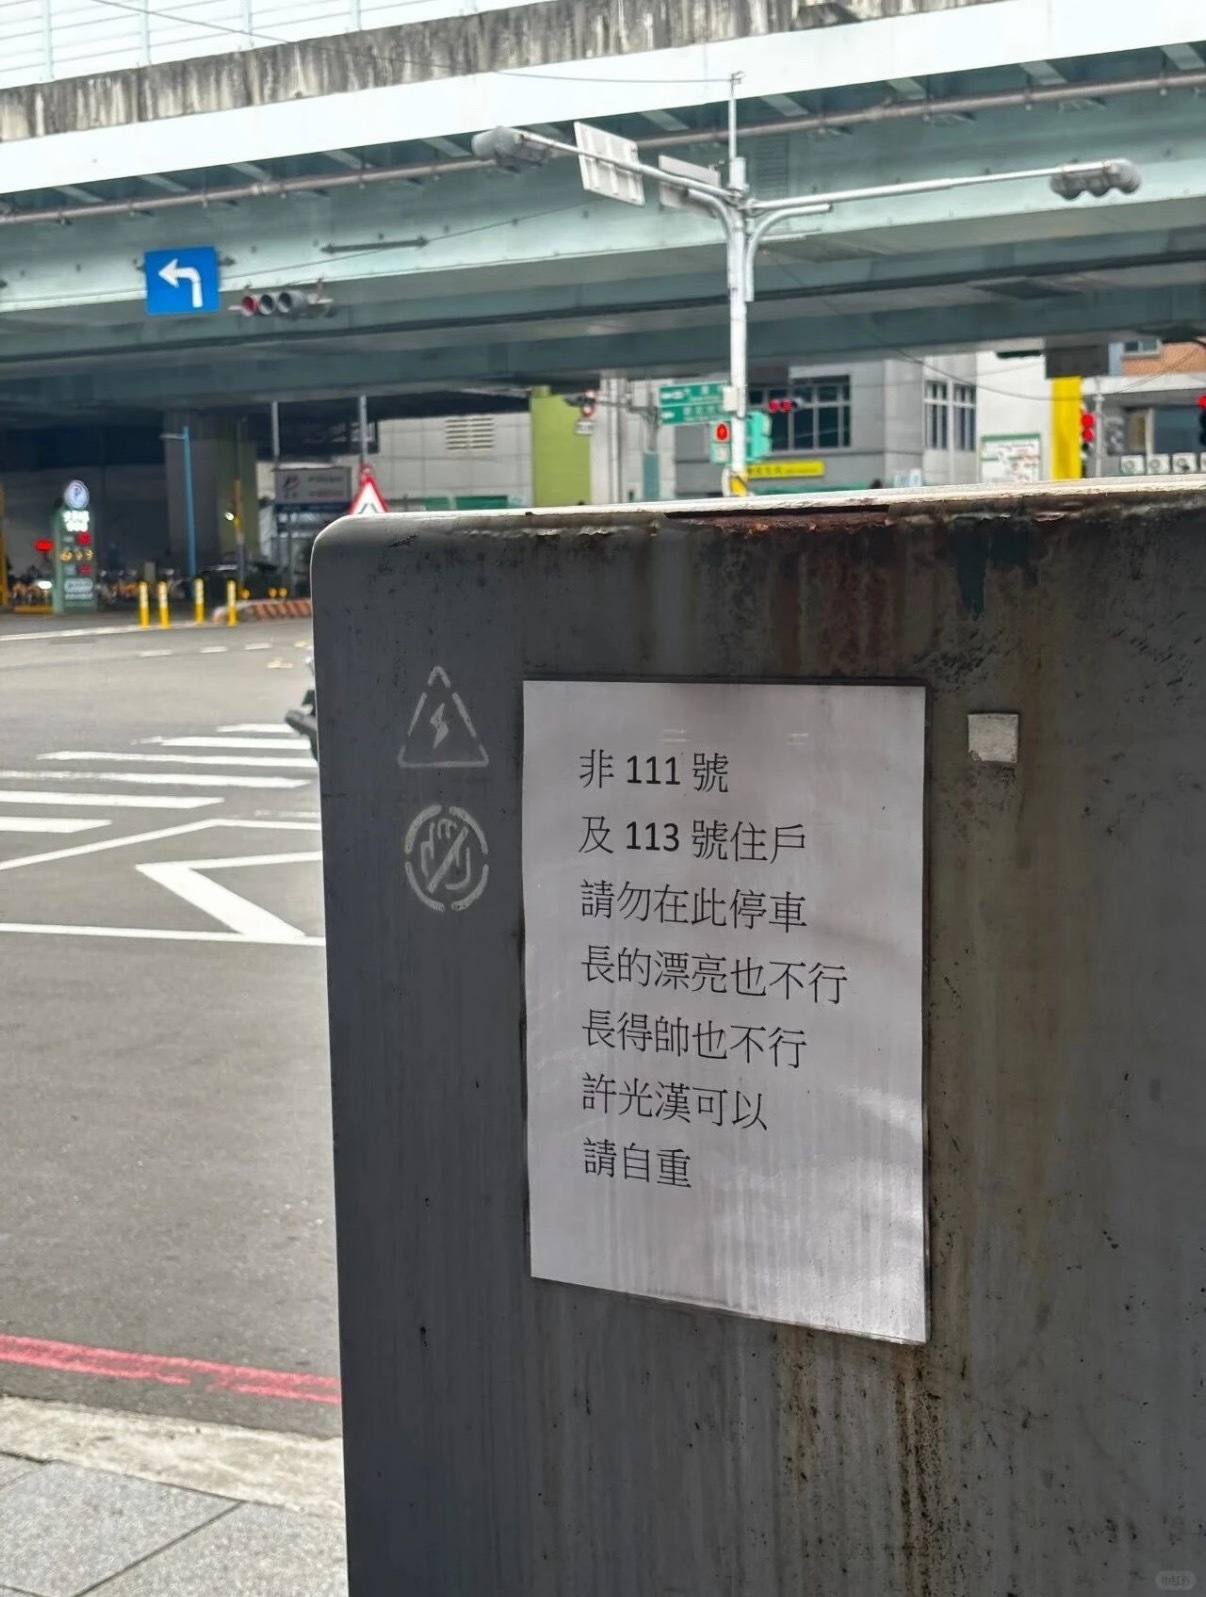 非 111 號
及 113 號住戶
請勿在此停車
長的漂亮也不行
長得帥也不行
許光漢可以
請自重
P